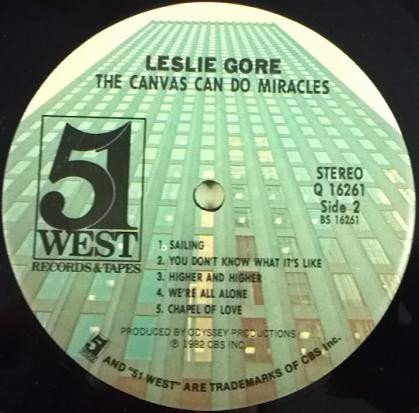 LESLIE GORE
THE CANVAS CAN DO MIRACLES
51
WEST
RECORDS & TAPES
STEREO
Q 16261
Side 2
BS 16261
1. SAILING
2. YOU DON'T KNOW WHAT IT'S LIKE
3. HIGHER AND HIGHER
4. WE'RE ALL ALONE
5. CHAPEL OF LOVE
PRODUCED BY ODYSSEY PRODUCTIONS
℗ 1982 CBS INC.
51 WEST AND "51 WEST" ARE TRADEMARKS OF CBS Inc.